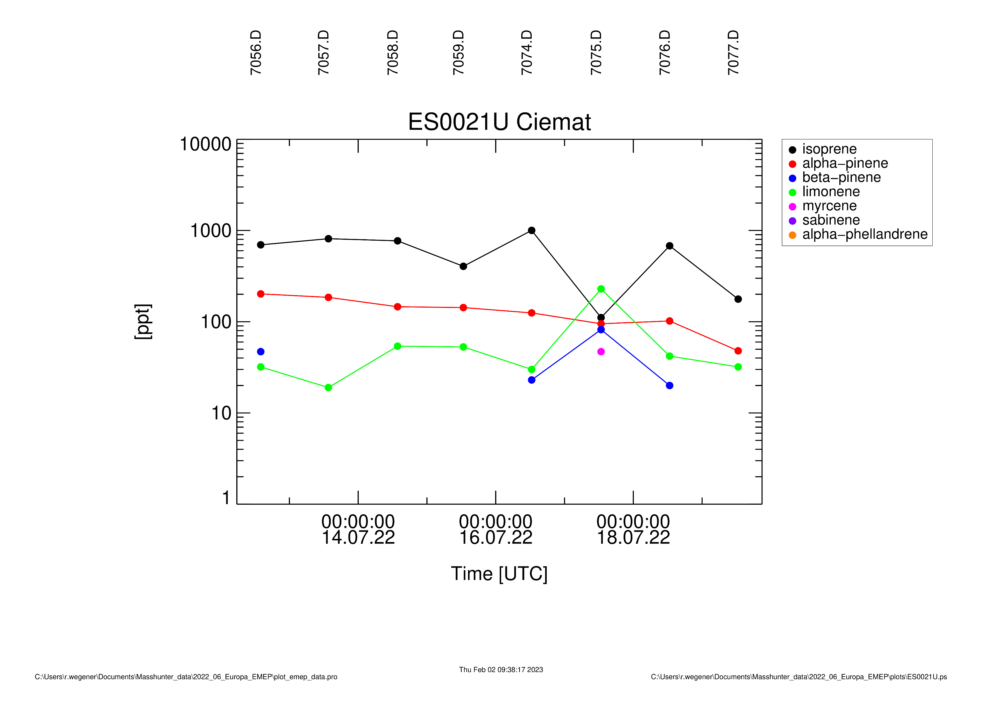 7056.D
7057.D
7058.D
7059.D
7074.D
7075.D
7076.D
7077.D
ES0021U Ciemat
10000
1000
100
10
1
[ppt]
isoprene
alpha−pinene
beta−pinene
limonene
myrcene
sabinene
alpha−phellandrene
00:00:00
14.07.22
00:00:00
16.07.22
00:00:00
18.07.22
Time [UTC]
Thu Feb 02 09:38:17 2023
C:\Users\r.wegener\Documents\Masshunter_data\2022_06_Europa_EMEP\plot_emep_data.pro
C:\Users\r.wegener\Documents\Masshunter_data\2022_06_Europa_EMEP\plots\ES0021U.ps